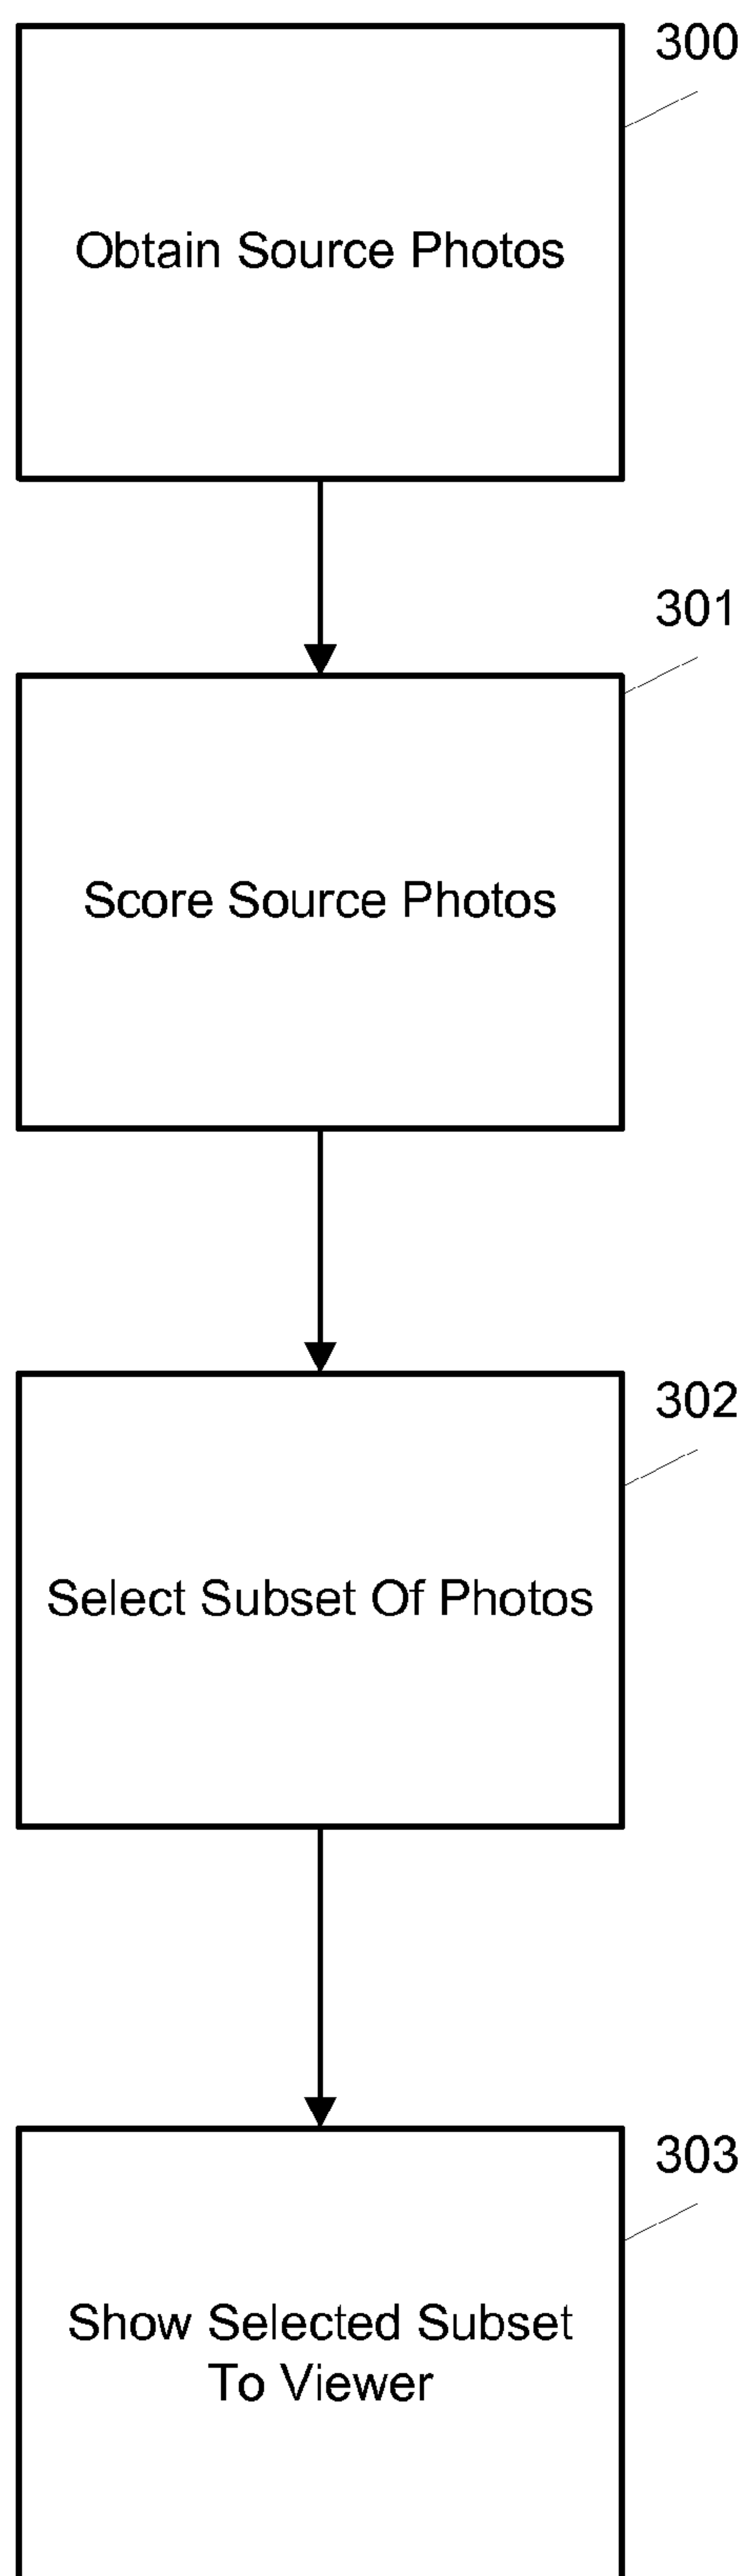 300
Obtain Source Photos
301
Score Source Photos
302
Select Subset Of Photos
303
Show Selected Subset
To Viewer